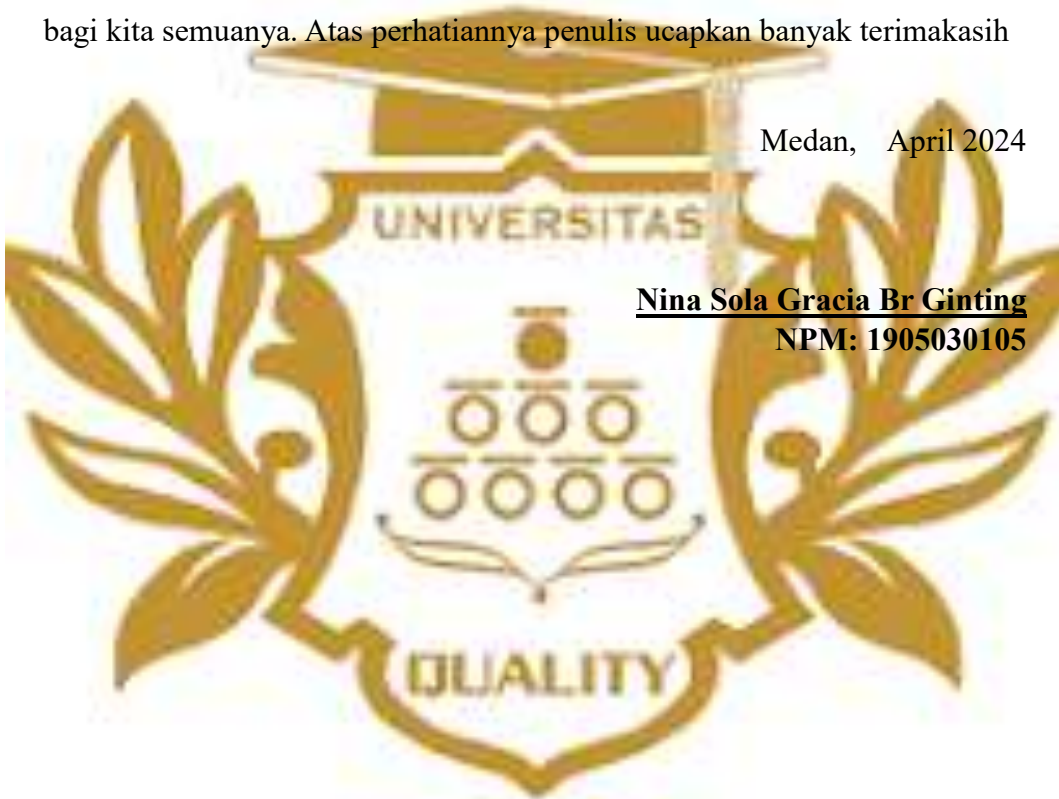 bagi kita semuanya. Atas perhatiannya penulis ucapkan banyak terimakasih
Medan, April 2024
UNIVERSITAS
Nina Sola Gracia Br Ginting
NPM: 1905030105
QUALITY